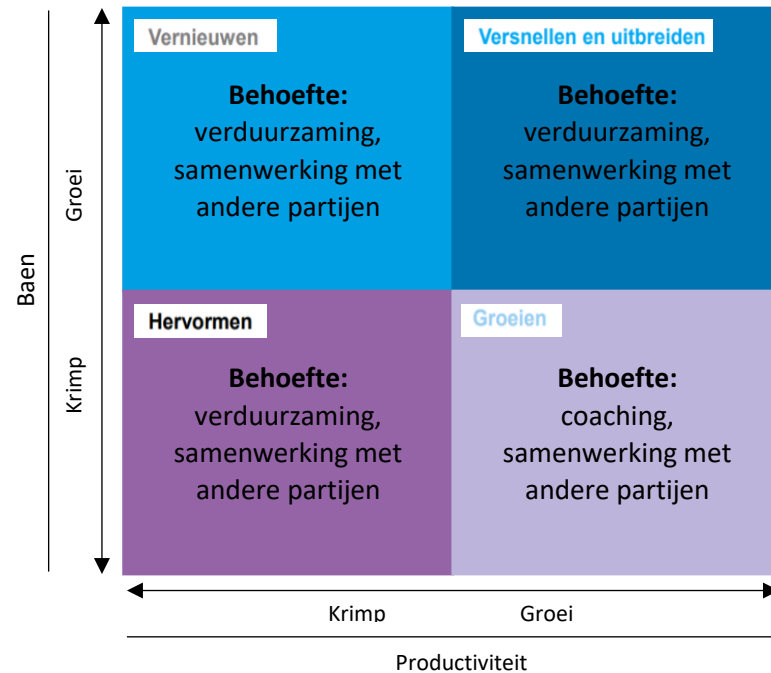 Vernieuwen
Behoefte:
verduurzaming,
samenwerking met
andere partijen
Versnellen en uitbreiden
Behoefte:
verduurzaming,
samenwerking met
andere partijen
Groei
Baen
Krimp
Hervormen
Behoefte:
verduurzaming,
samenwerking met
andere partijen
Groeien
Behoefte:
coaching,
samenwerking met
andere partijen
Krimp
Groei
Productiviteit